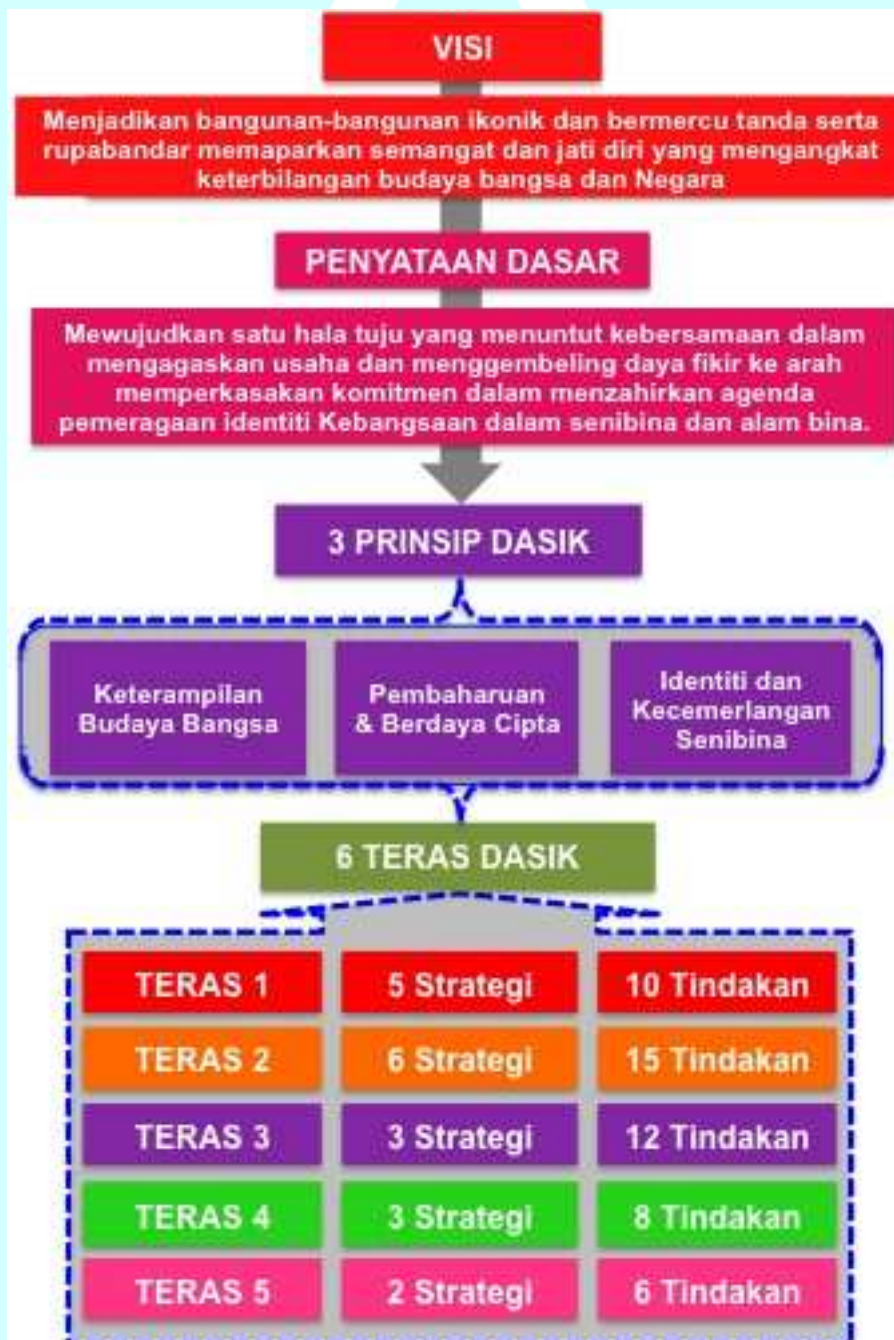 VISI
Menjadikan bangunan-bangunan ikonik dan bermercu tanda serta
rupabandar memaparkan semangat dan jati diri yang mengangkat
keterbilangan budaya bangsa dan Negara
PENYATAAN DASAR
Mewujudkan satu hala tuju yang menuntut kebersamaan dalam
mengagaskan usaha dan menggembeling daya fikir ke arah
memperkasakan komitmen dalam menzahirkan agenda
pemeragaan identiti Kebangsaan dalam senibina dan alam bina.
3 PRINSIP DASIK
Keterampilan
Budaya Bangsa
Pembaharuan
& Berdaya Cipta
Identiti dan
Kecemerlangan
Senibina
6 TERAS DASIK
TERAS 1 5 Strategi 10 Tindakan
TERAS 2 6 Strategi 15 Tindakan
TERAS 3 3 Strategi 12 Tindakan
TERAS 4 3 Strategi 8 Tindakan
TERAS 5 2 Strategi 6 Tindakan